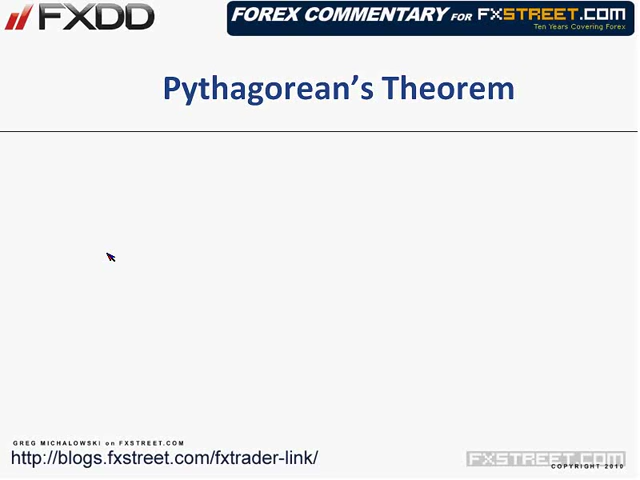 FXDD
FOREX COMMENTARY FOR FXSTREET.COM
Ten Years Covering Forex
Pythagorean’s Theorem
GREG MICHALOWSKI on FXSTREET.COM
http://blogs.fxstreet.com/fxtrader-link/
FXSTREET.COM
COPYRIGHT 2010